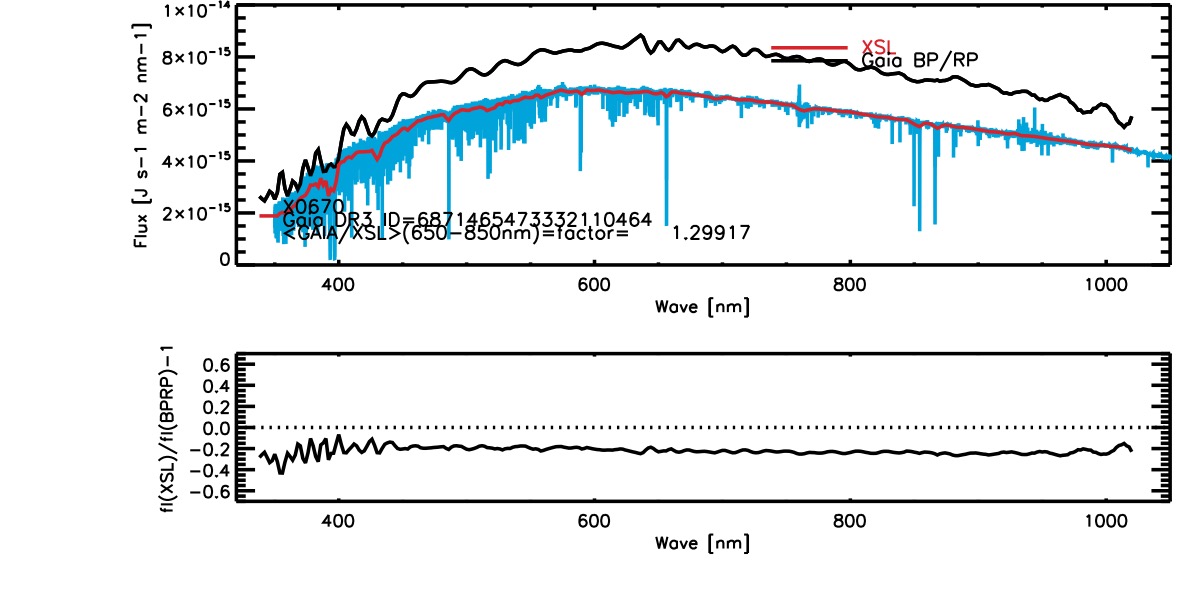 1×10-14
8×10-15
6×10-15
4×10-15
2×10-15
0
Flux [J s-1 m-2 nm-1]
XSL
Gaia BP/RP
X0670
Gaia DR3 ID=6871465473332110464
<GAIA/XSL>(650-850nm)=factor= 1.29917
400 600 800 1000
Wave [nm]
fl(XSL)/fl(BPRP)-1
0.6
0.4
0.2
0.0
-0.2
-0.4
-0.6
400 600 800 1000
Wave [nm]